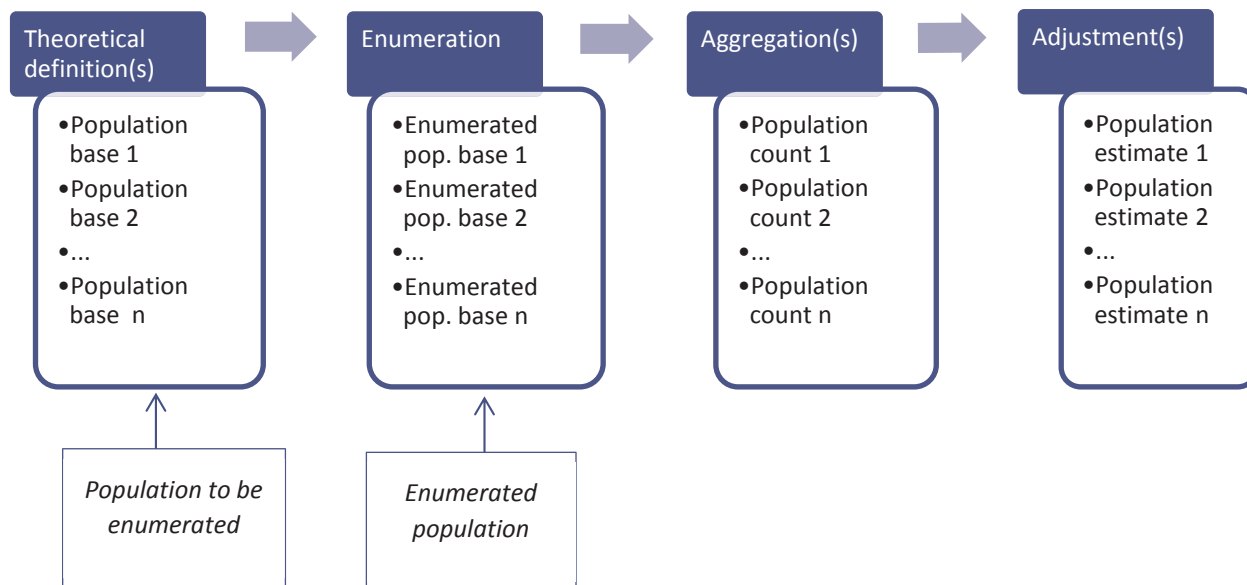 Theoretical
definition(s)
•Population
base 1
•Population
base 2
•...
•Population
base n
Enumeration
•Enumerated
pop. base 1
•Enumerated
pop. base 2
•...
•Enumerated
pop. base n
Aggregation(s)
•Population
count 1
•Population
count 2
•...
•Population
count n
Adjustment(s)
•Population
estimate 1
•Population
estimate 2
•...
•Population
estimate n
Population to be
enumerated
Enumerated
population